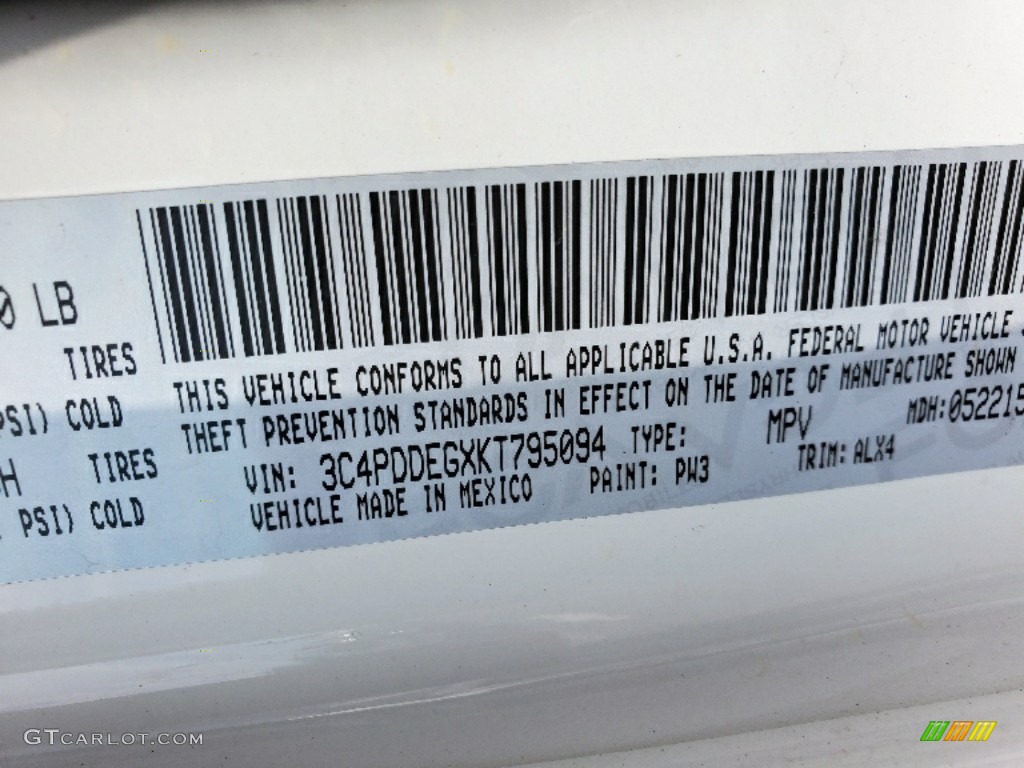 0 LB
TIRES
PSI) COLD
H TIRES
PSI) COLD
THIS VEHICLE CONFORMS TO ALL APPLICABLE U.S.A. FEDERAL MOTOR VEHICLE
THEFT PREVENTION STANDARDS IN EFFECT ON THE DATE OF MANUFACTURE SHOWN
VIN: 3C4PDDEGXKT795094 TYPE: MPV MDH:052215
VEHICLE MADE IN MEXICO PAINT: PW3 TRIM: ALX4
GTCARLOT.COM